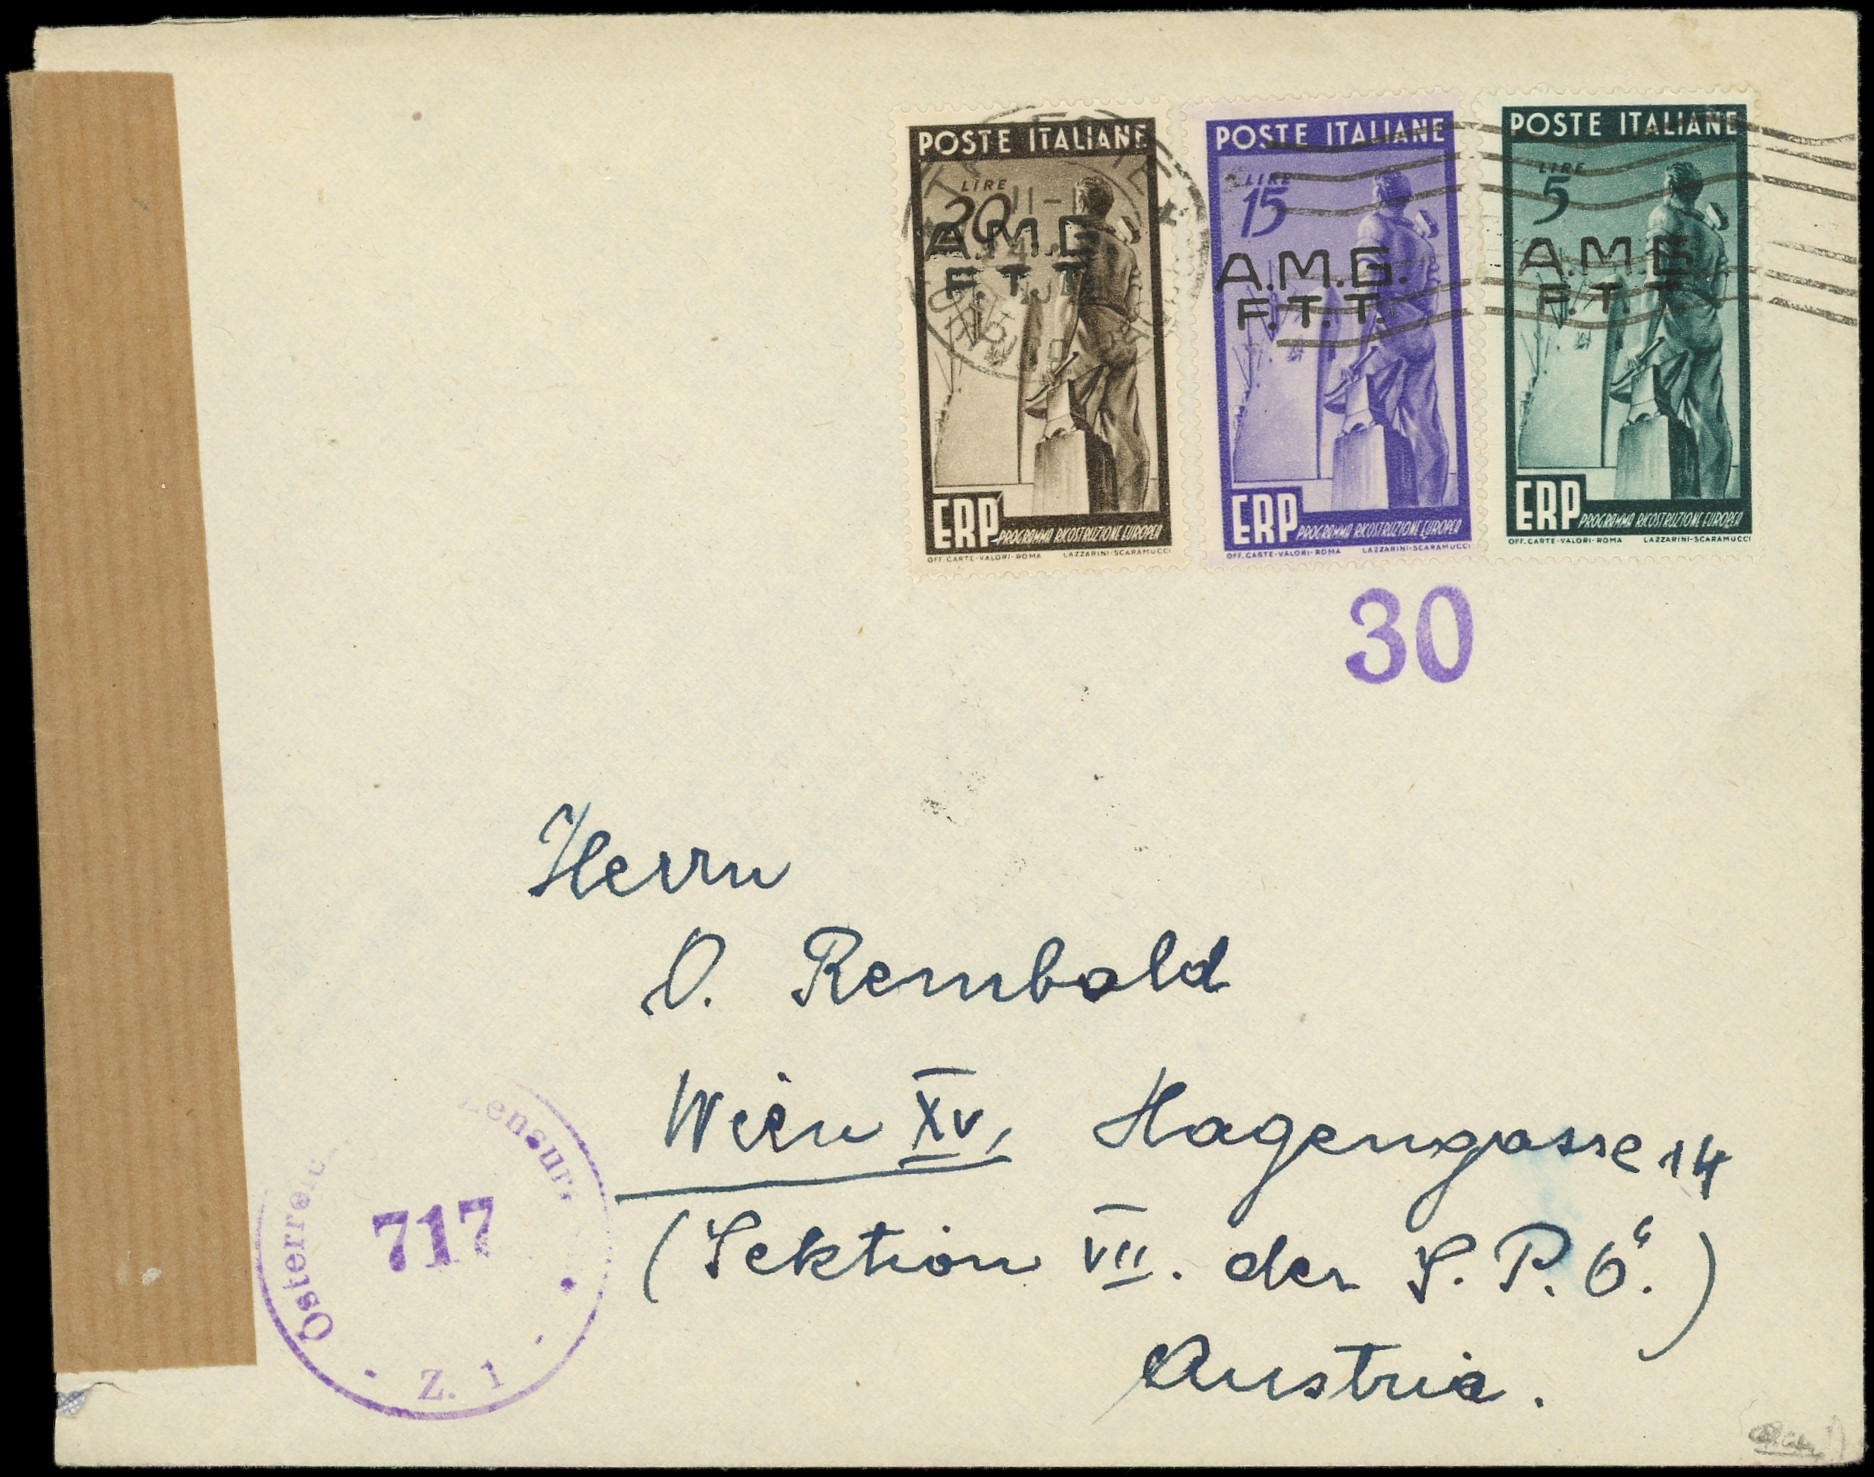 POSTE ITALIANE
LIRE
20
A.M.G
F.T.T.
ERP PROGRAMMA RICOSTRUZIONE EUROPEA
OFF. CARTE-VALORI-ROMA LAZZARINI-SCARAMUCCI
POSTE ITALIANE
LIRE
15
A.M.G.
F.T.T.
ERP PROGRAMMA RICOSTRUZIONE EUROPEA
OFF. CARTE-VALORI-ROMA LAZZARINI-SCARAMUCCI
POSTE ITALIANE
LIRE
5
A.M.G
F.T.T
ERP PROGRAMMA RICOSTRUZIONE EUROPEA
OFF. CARTE-VALORI-ROMA LAZZARINI-SCARAMUCCI
30
Herrn
O. Rembold
Wien XV, Hagengasse 14
(Sektion VII. der S.P.Ö.)
Austria.
Zensur
717
Z. 1